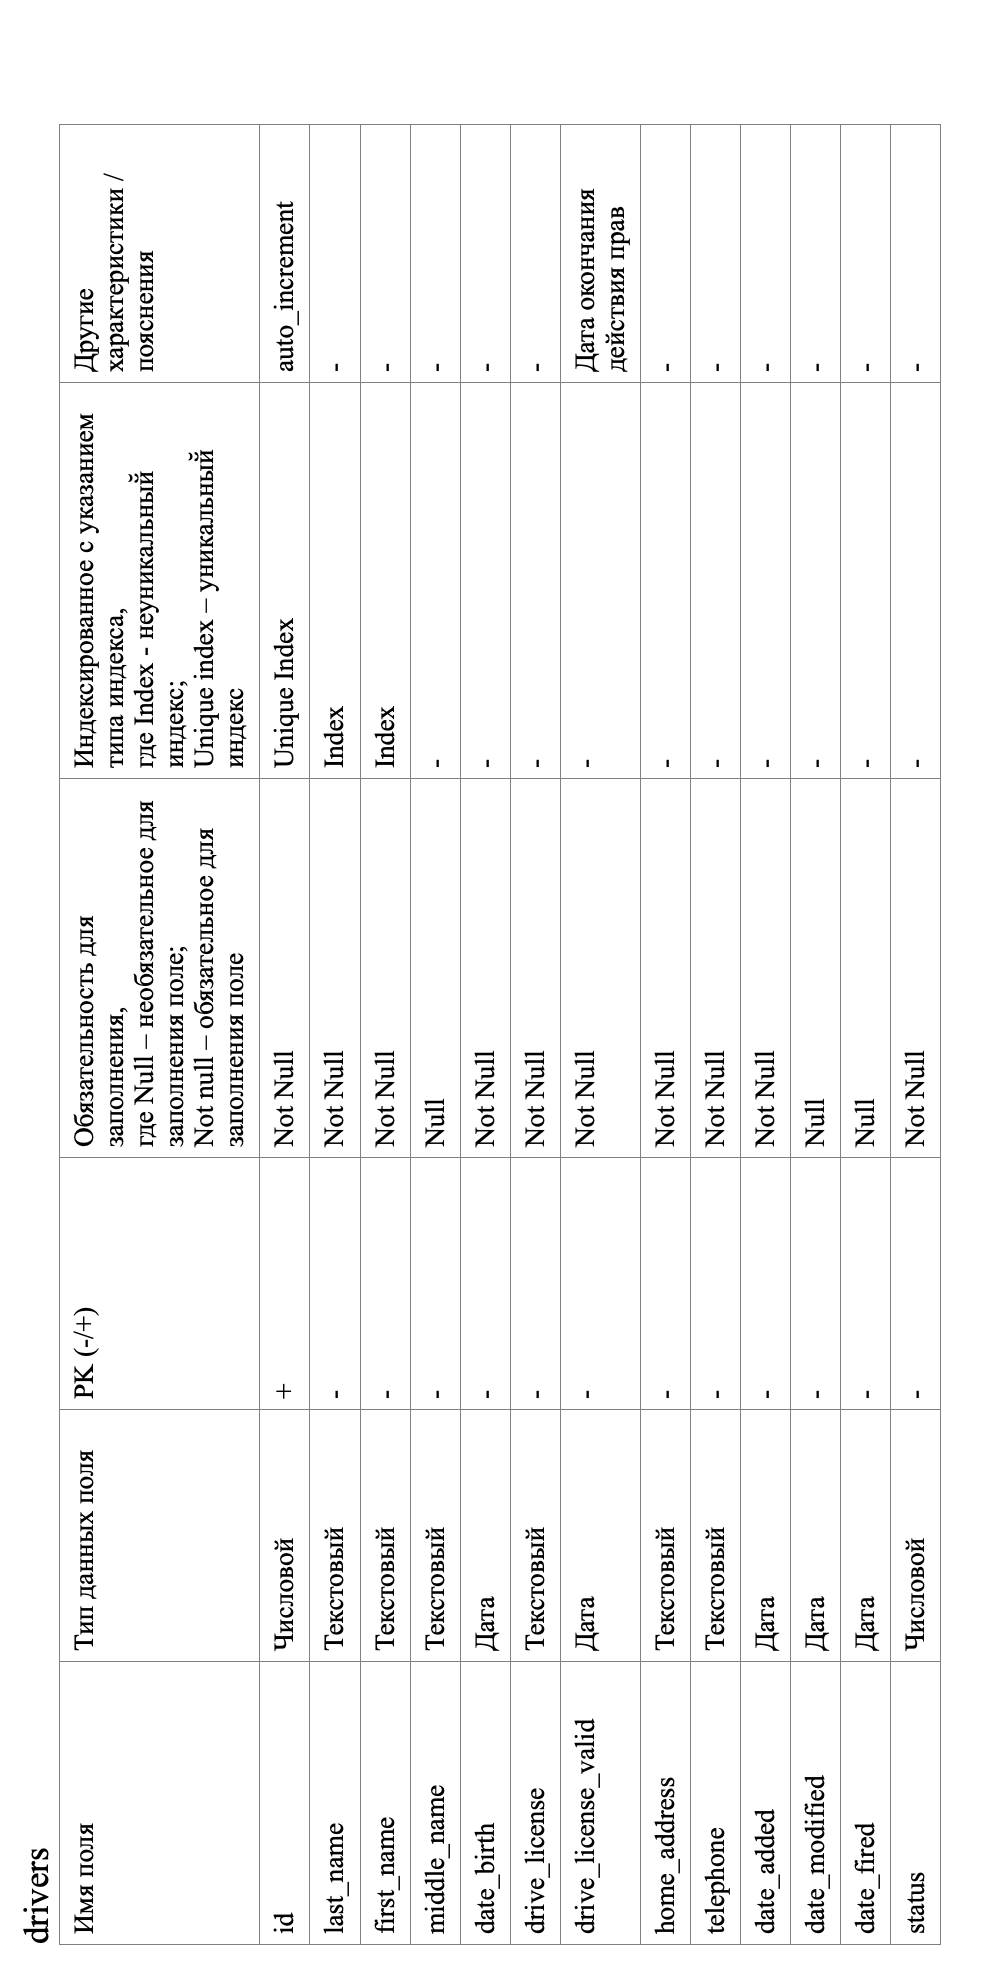 drivers
Имя поля
Тип данных поля
PK (-/+)
Обязательность для
заполнения,
где Null – необязательное для
заполнения поле;
Not null – обязательное для
заполнения поле
Индексированное с указанием
типа индекса,
где Index - неуникальный
индекс;
Unique index – уникальный
индекс
Другие
характеристики /
пояснения
id
Числовой
+
Not Null
Unique Index
auto_increment
last_name
Текстовый
-
Not Null
Index
-
first_name
Текстовый
-
Not Null
Index
-
middle_name
Текстовый
-
Null
-
-
date_birth
Дата
-
Not Null
-
-
drive_license
Текстовый
-
Not Null
-
-
drive_license_valid
Дата
-
Not Null
-
Дата окончания
действия прав
home_address
Текстовый
-
Not Null
-
-
telephone
Текстовый
-
Not Null
-
-
date_added
Дата
-
Not Null
-
-
date_modified
Дата
-
Null
-
-
date_fired
Дата
-
Null
-
-
status
Числовой
-
Not Null
-
-